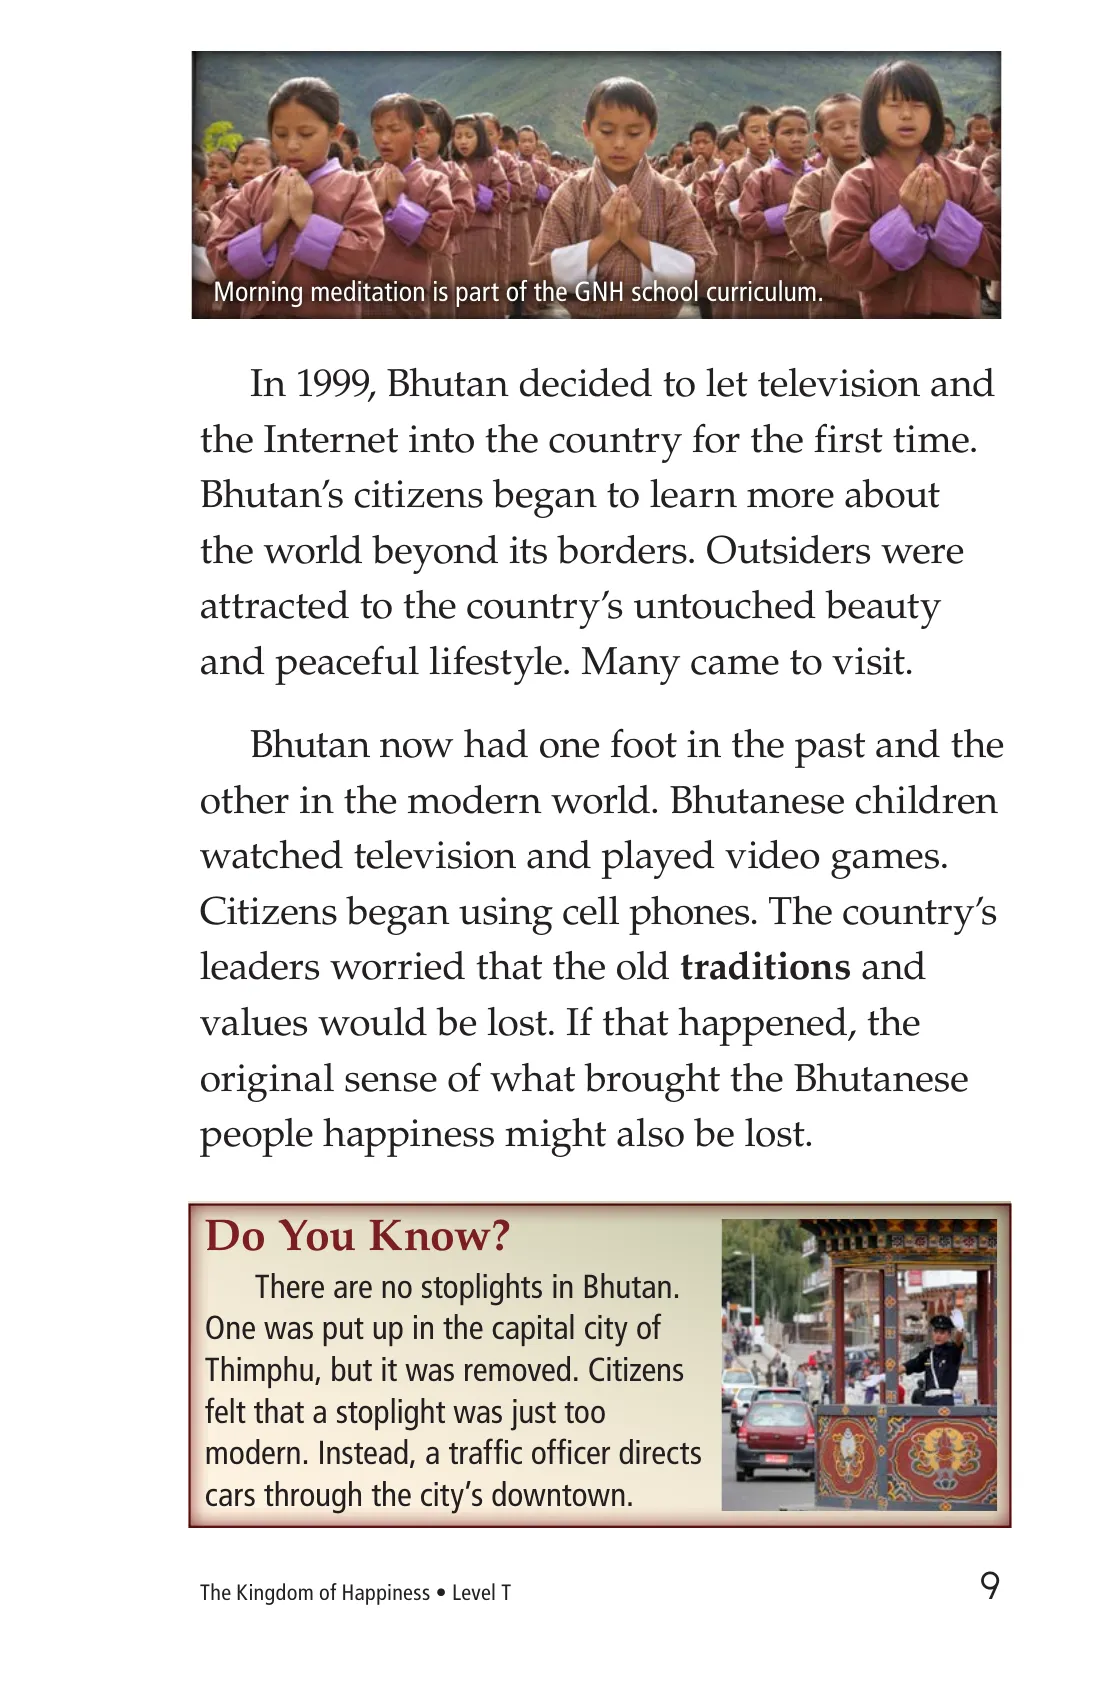 Morning meditation is part of the GNH school curriculum.
In 1999, Bhutan decided to let television and
the Internet into the country for the first time.
Bhutan’s citizens began to learn more about
the world beyond its borders. Outsiders were
attracted to the country’s untouched beauty
and peaceful lifestyle. Many came to visit.
Bhutan now had one foot in the past and the
other in the modern world. Bhutanese children
watched television and played video games.
Citizens began using cell phones. The country’s
leaders worried that the old traditions and
values would be lost. If that happened, the
original sense of what brought the Bhutanese
people happiness might also be lost.
Do You Know?
There are no stoplights in Bhutan.
One was put up in the capital city of
Thimphu, but it was removed. Citizens
felt that a stoplight was just too
modern. Instead, a traffic officer directs
cars through the city’s downtown.
The Kingdom of Happiness • Level T
9